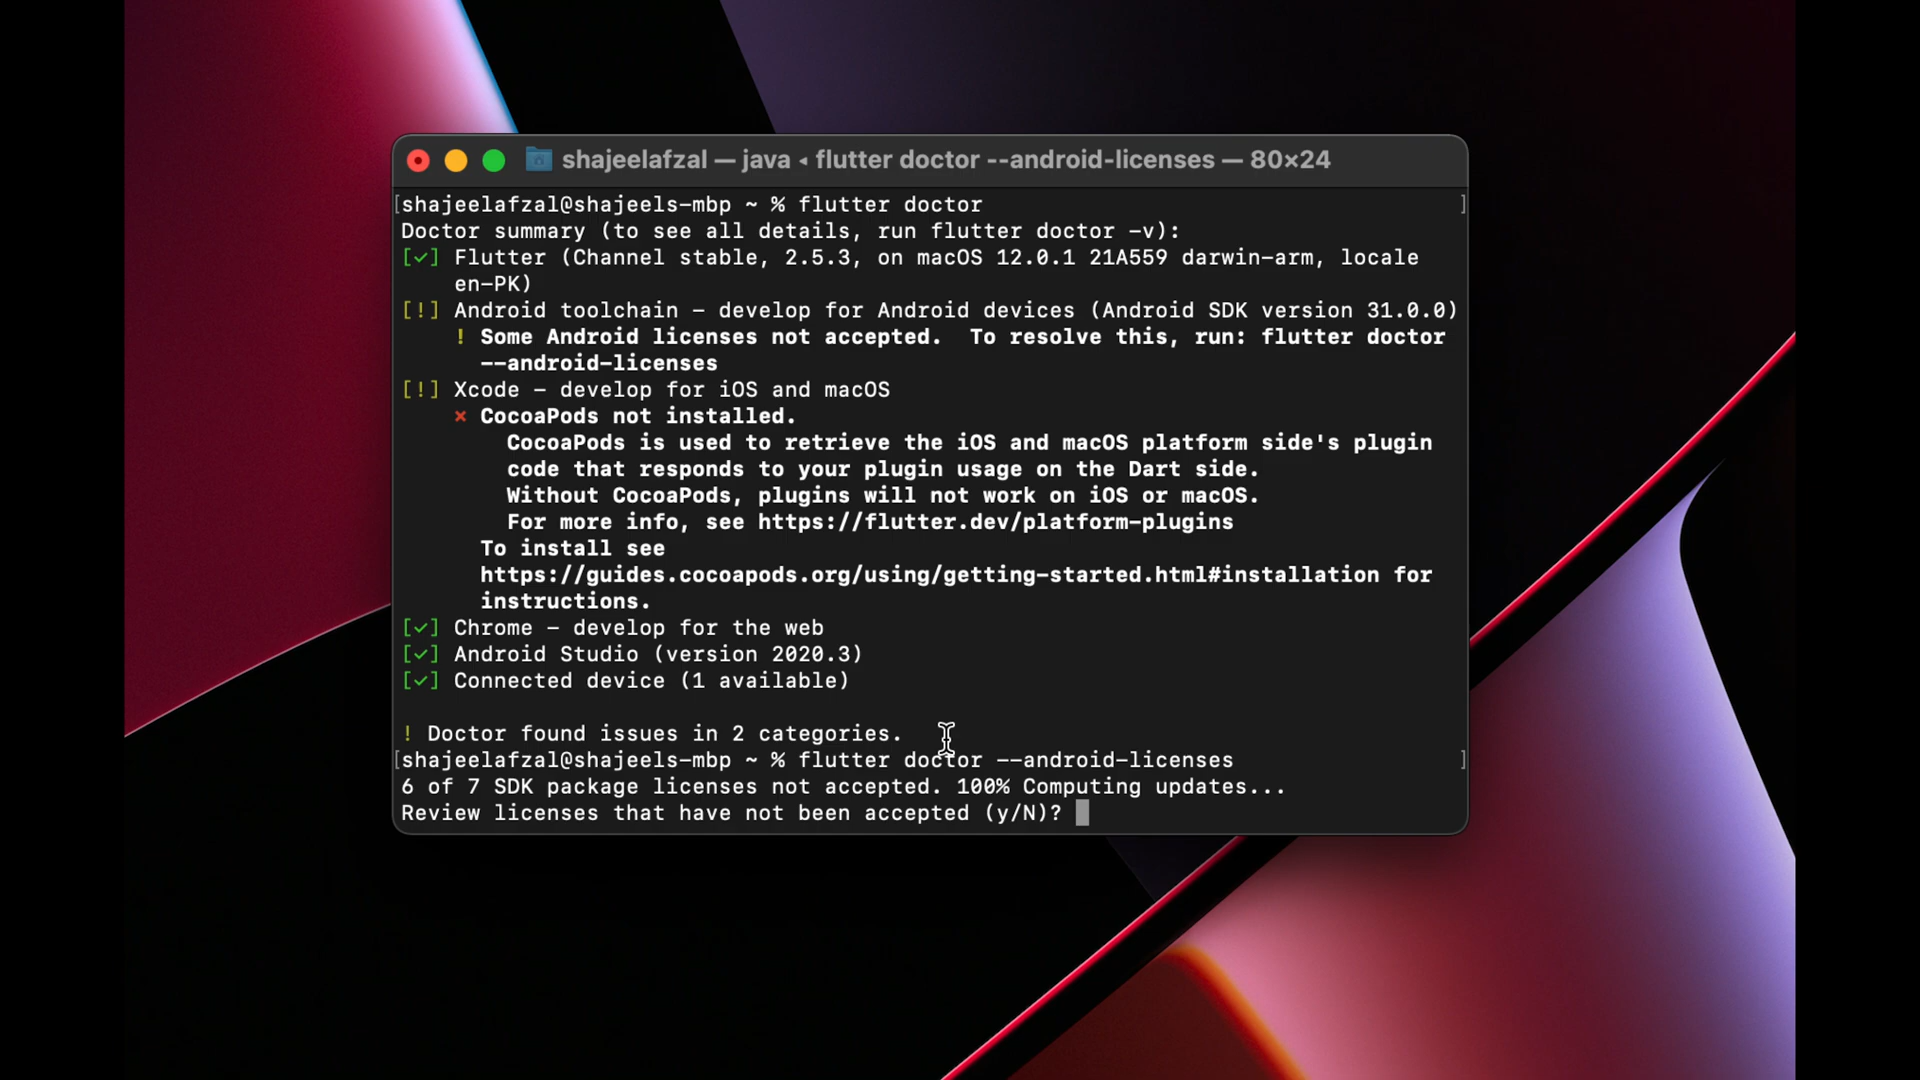 shajeelafzal — java ◂ flutter doctor --android-licenses — 80×24
[shajeelafzal@shajeels-mbp ~ % flutter doctor ]
Doctor summary (to see all details, run flutter doctor -v):
[✓] Flutter (Channel stable, 2.5.3, on macOS 12.0.1 21A559 darwin-arm, locale
en-PK)
[!] Android toolchain - develop for Android devices (Android SDK version 31.0.0)
! Some Android licenses not accepted.  To resolve this, run: flutter doctor
--android-licenses
[!] Xcode - develop for iOS and macOS
✗ CocoaPods not installed.
CocoaPods is used to retrieve the iOS and macOS platform side's plugin
code that responds to your plugin usage on the Dart side.
Without CocoaPods, plugins will not work on iOS or macOS.
For more info, see https://flutter.dev/platform-plugins
To install see
https://guides.cocoapods.org/using/getting-started.html#installation for
instructions.
[✓] Chrome - develop for the web
[✓] Android Studio (version 2020.3)
[✓] Connected device (1 available)
! Doctor found issues in 2 categories.
[shajeelafzal@shajeels-mbp ~ % flutter doctor --android-licenses ]
6 of 7 SDK package licenses not accepted. 100% Computing updates...
Review licenses that have not been accepted (y/N)?